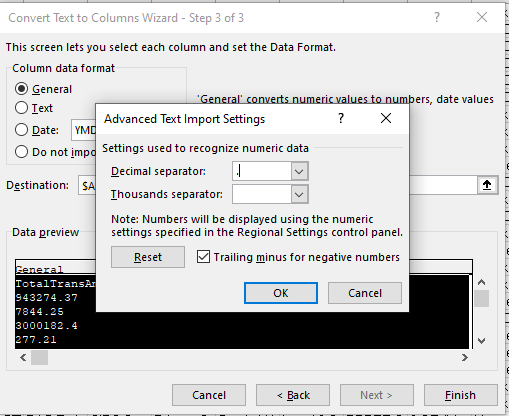 Convert Text to Columns Wizard - Step 3 of 3
This screen lets you select each column and set the Data Format.
Column data format
General
Text
Date: YMD
Do not impo
'General' converts numeric values to numbers, date values
Destination: $A
Advanced Text Import Settings
? ×
Settings used to recognize numeric data
Decimal separator: .
Thousands separator:
Note: Numbers will be displayed using the numeric
settings specified in the Regional Settings control panel.
Reset
Trailing minus for negative numbers
OK
Cancel
Data preview
General
TotalTransAm
943274.37
7844.25
3000182.4
277.21
Cancel
< Back
Next >
Finish